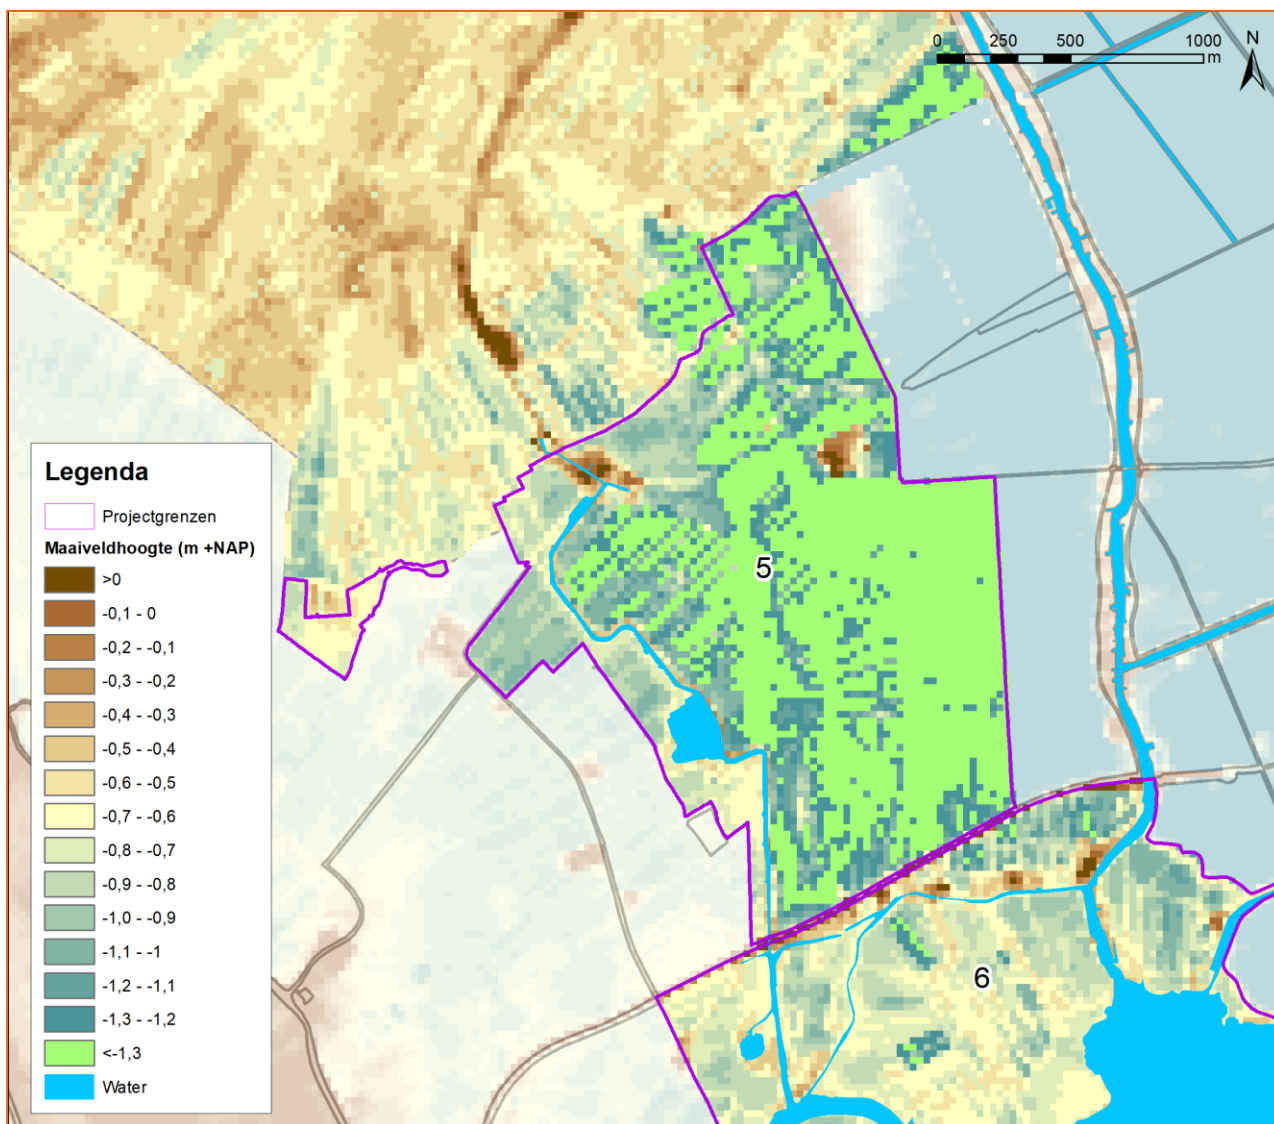 0 250 500 1000
m
N
5
6
Legenda
Projectgrenzen
Maaiveldhoogte (m +NAP)
>0
-0,1 - 0
-0,2 - -0,1
-0,3 - -0,2
-0,4 - -0,3
-0,5 - -0,4
-0,6 - -0,5
-0,7 - -0,6
-0,8 - -0,7
-0,9 - -0,8
-1,0 - -0,9
-1,1 - -1
-1,2 - -1,1
-1,3 - -1,2
<-1,3
Water